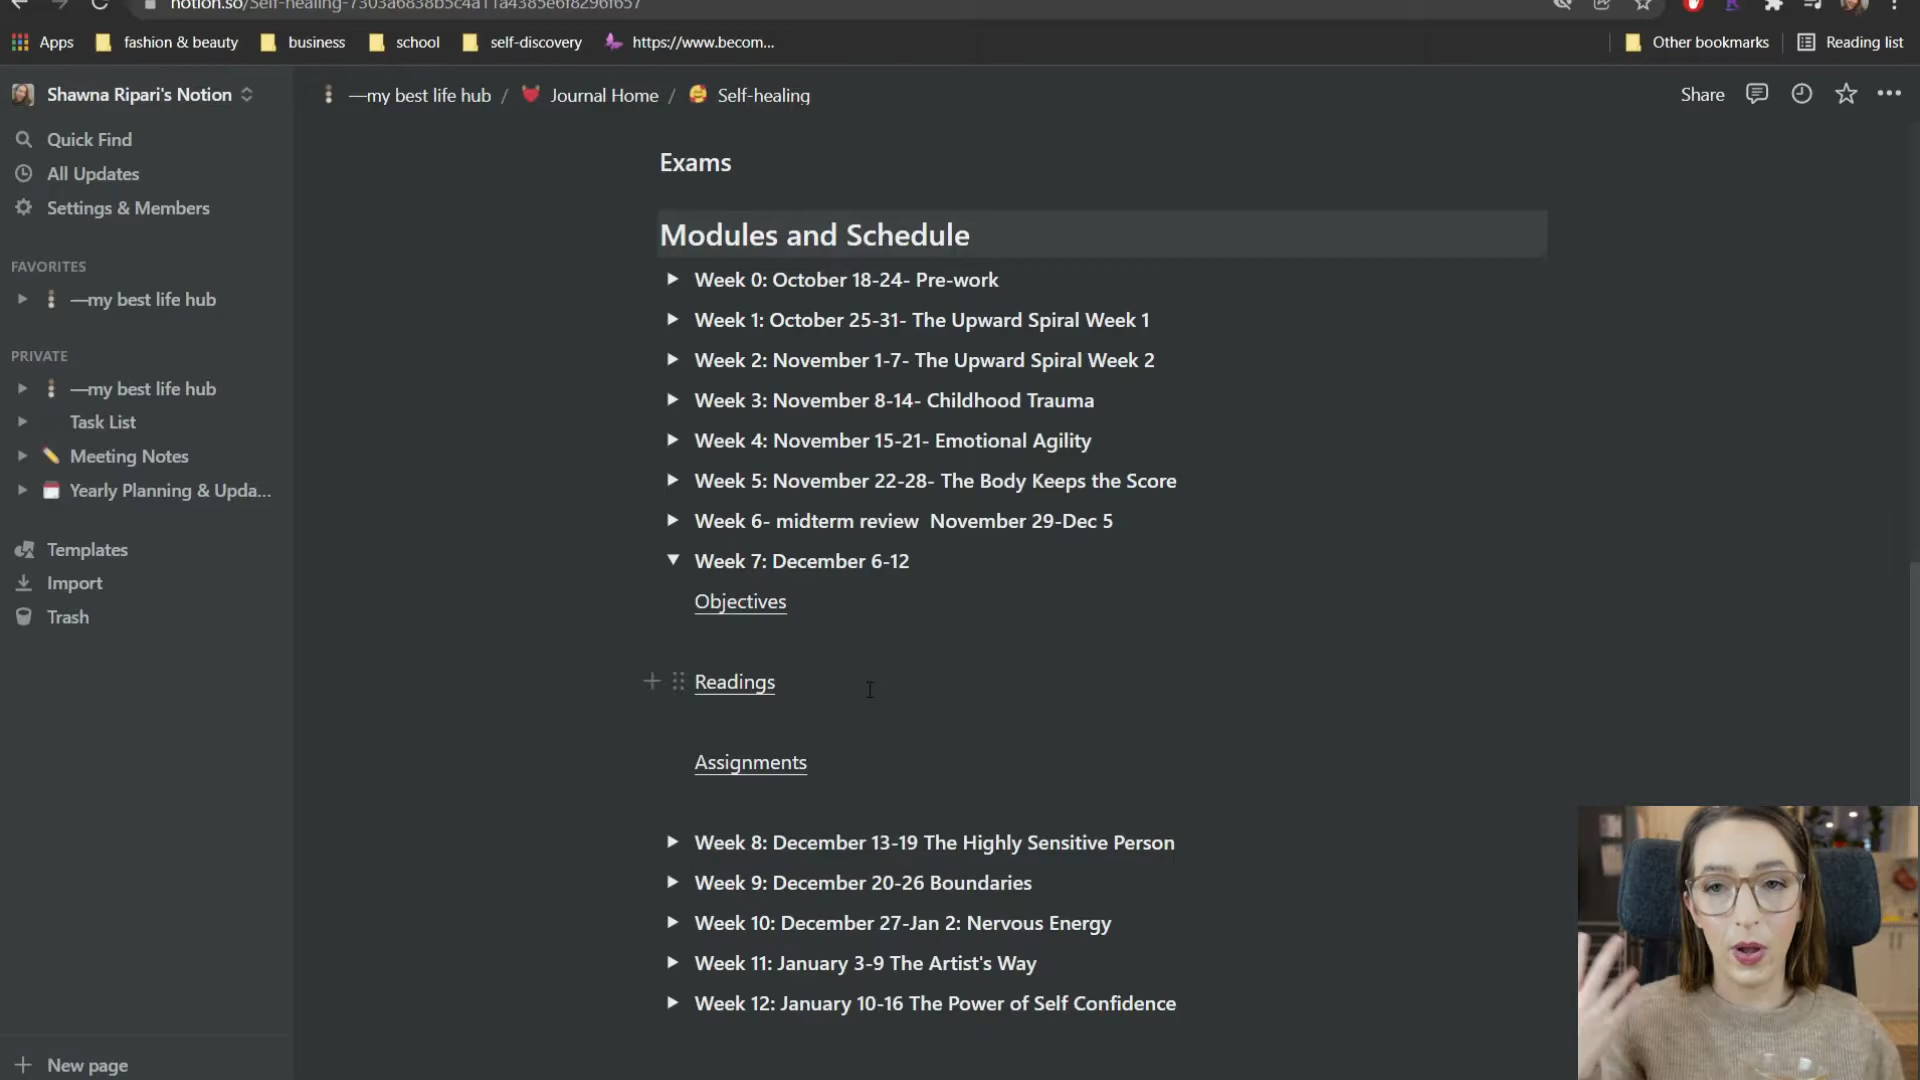 notion.so/Self-healing-7303a6838b5c4a11a4385e6f8296f657
Apps
fashion & beauty
business
school
self-discovery
https://www.becom...
Other bookmarks
Reading list
Shawna Ripari's Notion
—my best life hub / Journal Home / Self-healing
Share
Quick Find
All Updates
Settings & Members
FAVORITES
—my best life hub
PRIVATE
—my best life hub
Task List
Meeting Notes
Yearly Planning & Upda...
Templates
Import
Trash
New page
Exams
Modules and Schedule
Week 0: October 18-24- Pre-work
Week 1: October 25-31- The Upward Spiral Week 1
Week 2: November 1-7- The Upward Spiral Week 2
Week 3: November 8-14- Childhood Trauma
Week 4: November 15-21- Emotional Agility
Week 5: November 22-28- The Body Keeps the Score
Week 6- midterm review  November 29-Dec 5
Week 7: December 6-12
Objectives
Readings
Assignments
Week 8: December 13-19 The Highly Sensitive Person
Week 9: December 20-26 Boundaries
Week 10: December 27-Jan 2: Nervous Energy
Week 11: January 3-9 The Artist's Way
Week 12: January 10-16 The Power of Self Confidence